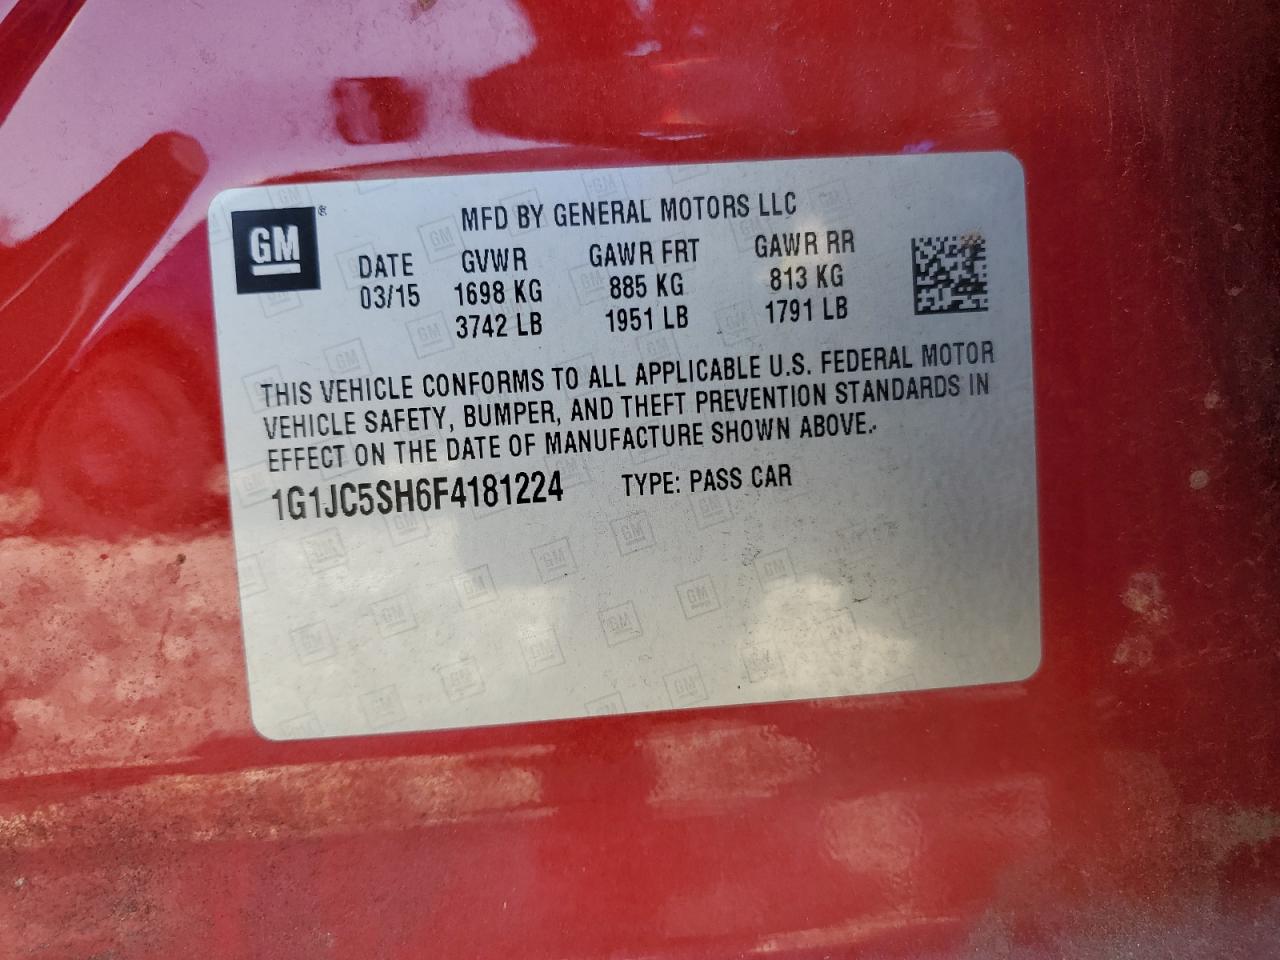 GM ®
MFD BY GENERAL MOTORS LLC
DATE GVWR GAWR FRT GAWR RR
03/15 1698 KG 885 KG 813 KG
3742 LB 1951 LB 1791 LB
THIS VEHICLE CONFORMS TO ALL APPLICABLE U.S. FEDERAL MOTOR
VEHICLE SAFETY, BUMPER, AND THEFT PREVENTION STANDARDS IN
EFFECT ON THE DATE OF MANUFACTURE SHOWN ABOVE.
1G1JC5SH6F4181224 TYPE: PASS CAR